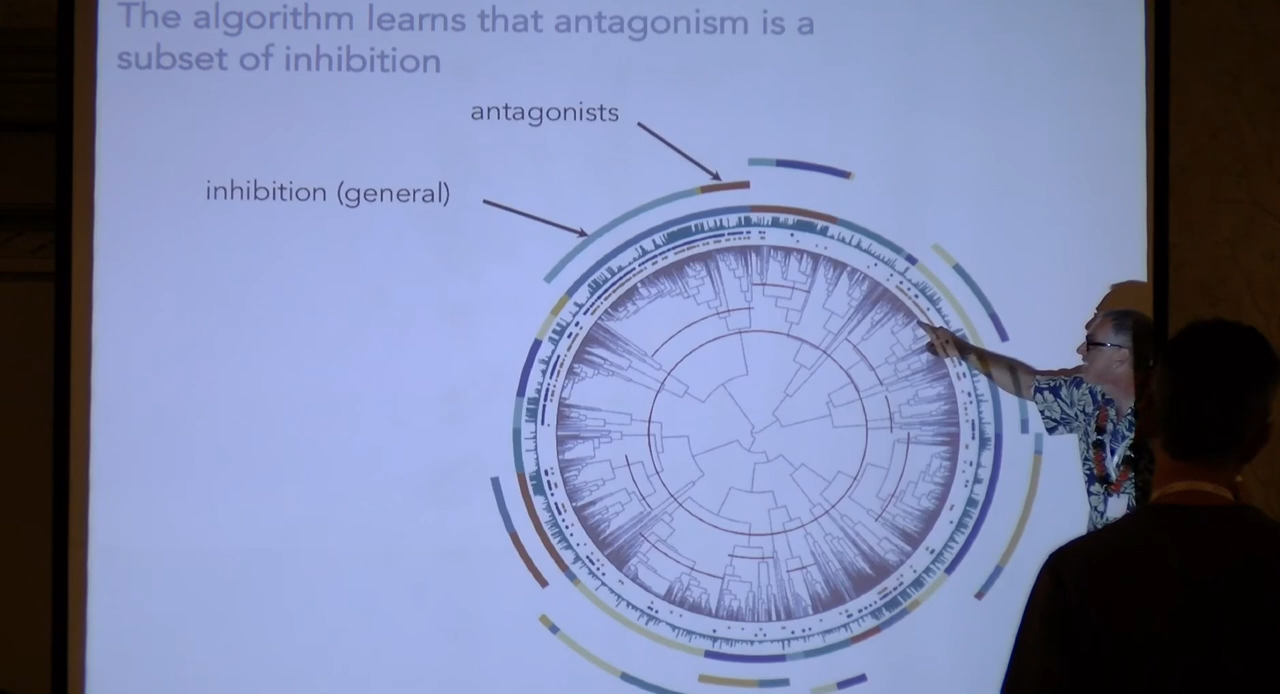 The algorithm learns that antagonism is a
subset of inhibition
antagonists
inhibition (general)